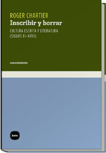 ROGER CHARTIER
Inscribir y borrar
CULTURA ESCRITA Y LITERATURA
(SIGLOS XI-XVIII)
katz